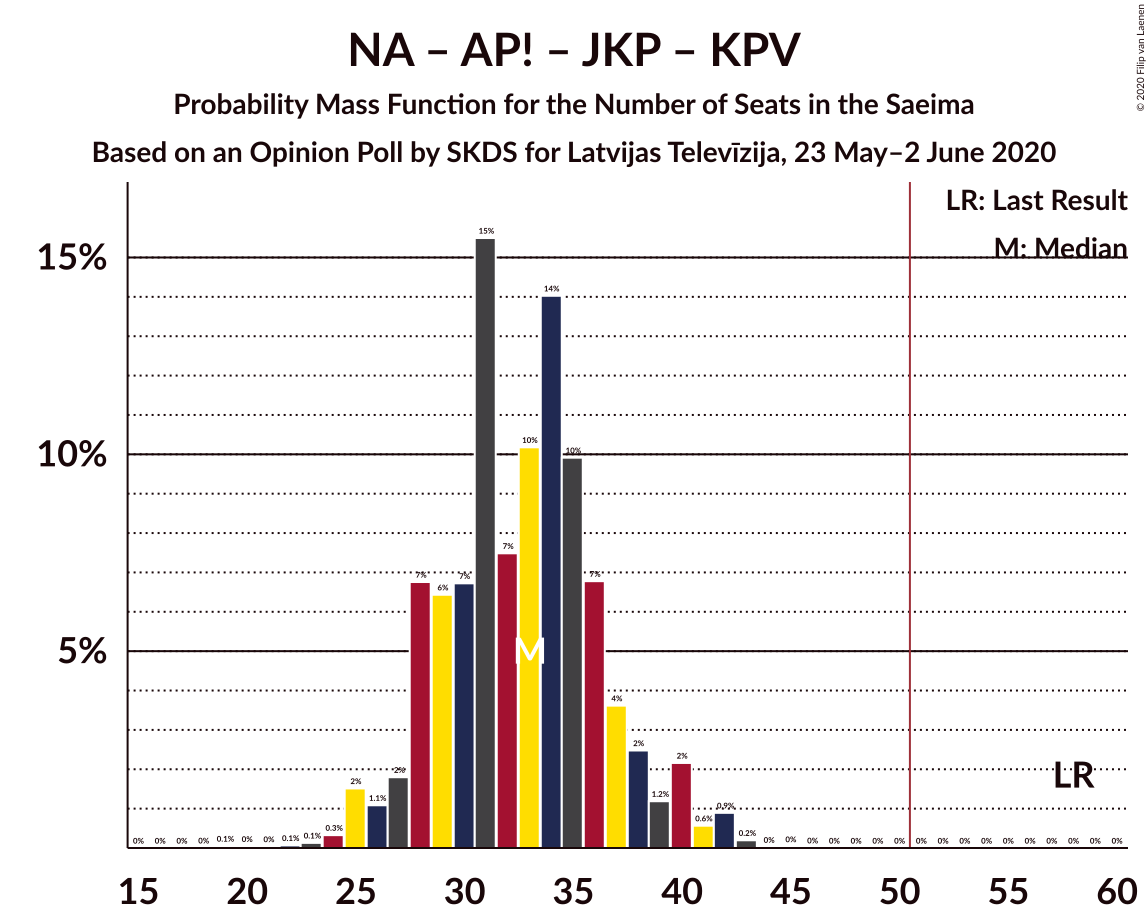 NA – AP! – JKP – KPV
Probability Mass Function for the Number of Seats in the Saeima
Based on an Opinion Poll by SKDS for Latvijas Televīzija, 23 May–2 June 2020
© 2020 Filip van Laenen
LR: Last Result
M: Median
15%
10%
5%
0% 0% 0% 0% 0.1% 0% 0% 0.1% 0.1% 0.3% 2% 1.1% 2% 7% 6% 7% 15% 7% 10% 14% 10% 7% 4% 2% 1.2% 2% 0.6% 0.9% 0.2% 0% 0% 0% 0% 0% 0% 0% 0% 0% 0% 0% 0% 0% 0% 0% 0% 0%
M
LR
15 20 25 30 35 40 45 50 55 60